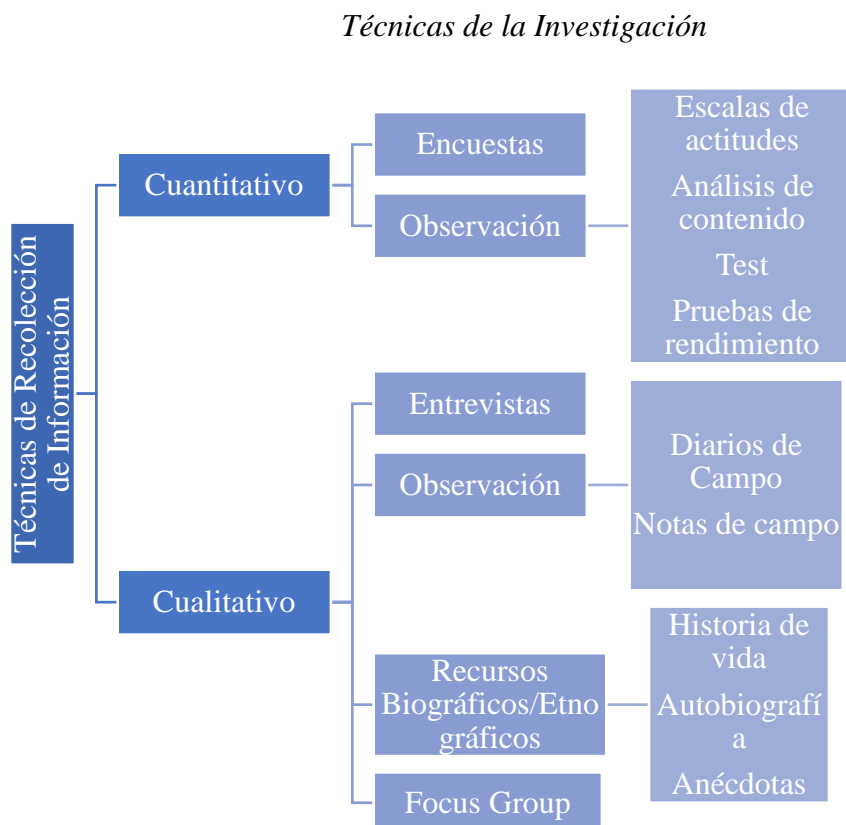 Técnicas de la Investigación
Técnicas de Recolección
de Información
Cuantitativo
Encuestas
Observación
Escalas de
actitudes
Análisis de
contenido
Test
Pruebas de
rendimiento
Cualitativo
Entrevistas
Observación
Diarios de
Campo
Notas de campo
Recursos
Biográficos/Etno
gráficos
Historia de
vida
Autobiografí
a
Anécdotas
Focus Group